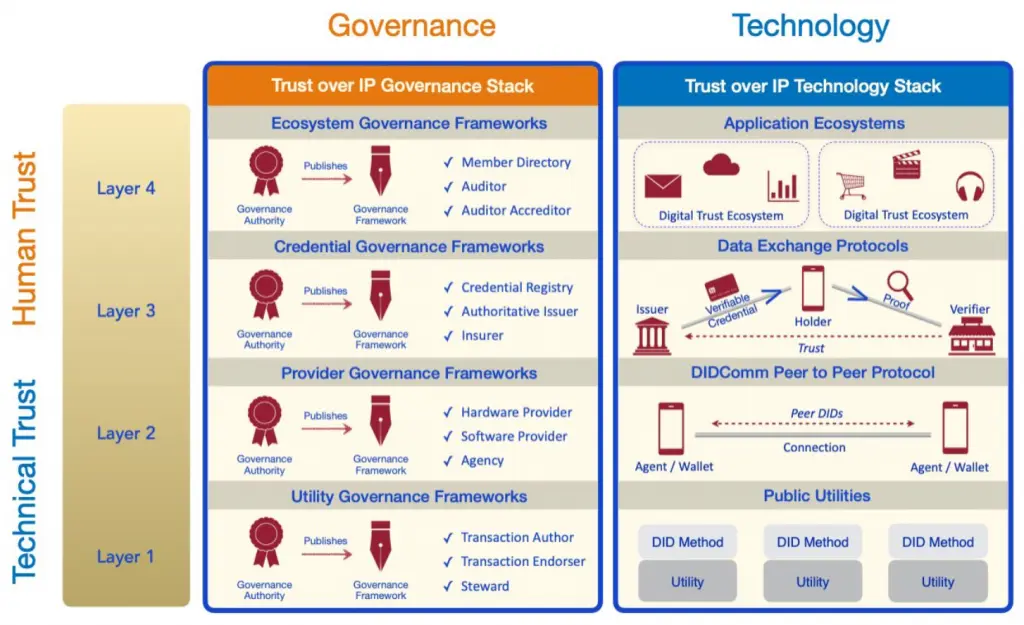 Governance
Technology
Human Trust
Technical Trust
Layer 4
Layer 3
Layer 2
Layer 1
Trust over IP Governance Stack
Ecosystem Governance Frameworks
Publishes
Governance
Authority
Governance
Framework
✓ Member Directory
✓ Auditor
✓ Auditor Accreditor
Credential Governance Frameworks
Publishes
Governance
Authority
Governance
Framework
✓ Credential Registry
✓ Authoritative Issuer
✓ Insurer
Provider Governance Frameworks
Publishes
Governance
Authority
Governance
Framework
✓ Hardware Provider
✓ Software Provider
✓ Agency
Utility Governance Frameworks
Publishes
Governance
Authority
Governance
Framework
✓ Transaction Author
✓ Transaction Endorser
✓ Steward
Trust over IP Technology Stack
Application Ecosystems
Digital Trust Ecosystem
Digital Trust Ecosystem
Data Exchange Protocols
Issuer
Verifiable
Credential
Holder
Proof
Verifier
Trust
DIDComm Peer to Peer Protocol
Peer DIDs
Connection
Agent / Wallet
Agent / Wallet
Public Utilities
DID Method
DID Method
DID Method
Utility
Utility
Utility